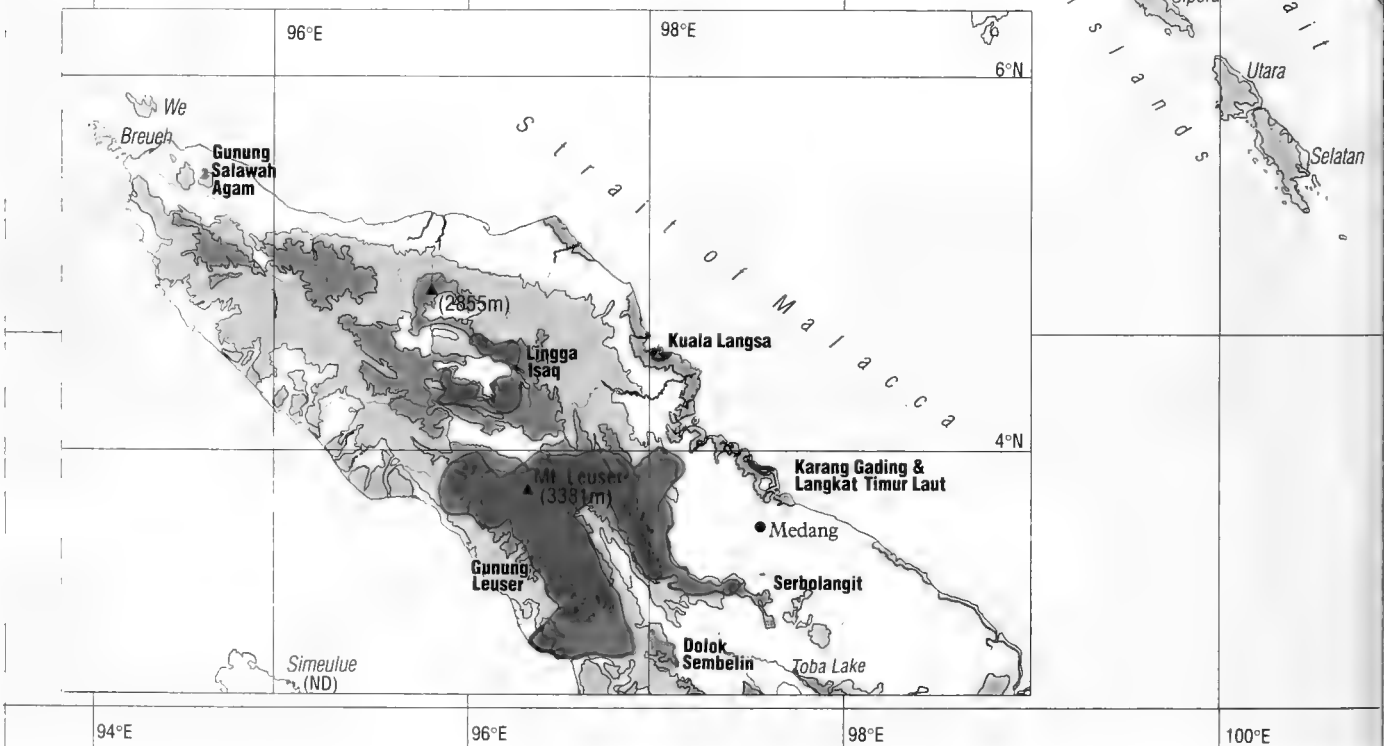 96°E
98°E
6°N
We
Breueh
Gunung
Salawah
Agam
Strait of Malacca
(2855m)
Lingga
Isaq
Kuala Langsa
4°N
Mt Leuser
(3381m)
Karang Gading &
Langkat Timur Laut
Medang
Gunung
Leuser
Serbolangit
Dolok
Sembelin
Toba Lake
Simeulue
(ND)
slands
ait
Utara
Selatan
94°E
96°E
98°E
100°E